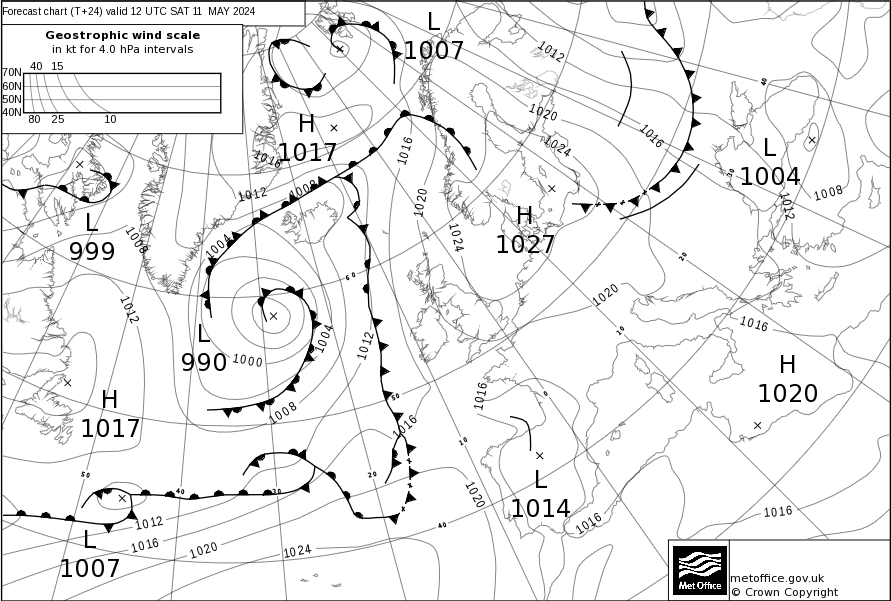 Forecast chart (T+24) valid 12 UTC SAT 11 MAY 2024
Geostrophic wind scale
in kt for 4.0 hPa intervals
40 15
70N
60N
50N
40N
80 25 10
L
1007
H
1017
L
999
L
990
H
1017
L
1007
H
1027
L
1004
H
1020
L
1014
1012
1020
1024
1016
1016
1016
1012
1008
1020
1024
1004
1008
1012
1012
1008
1020
1016
1000
1004
1012
1008
1016
1016
1020
1012
1016
1020
1024
1016
1016
40
30
20
10
0
10
20
30
40
50
60
50
40
metoffice.gov.uk
© Crown Copyright
Met Office